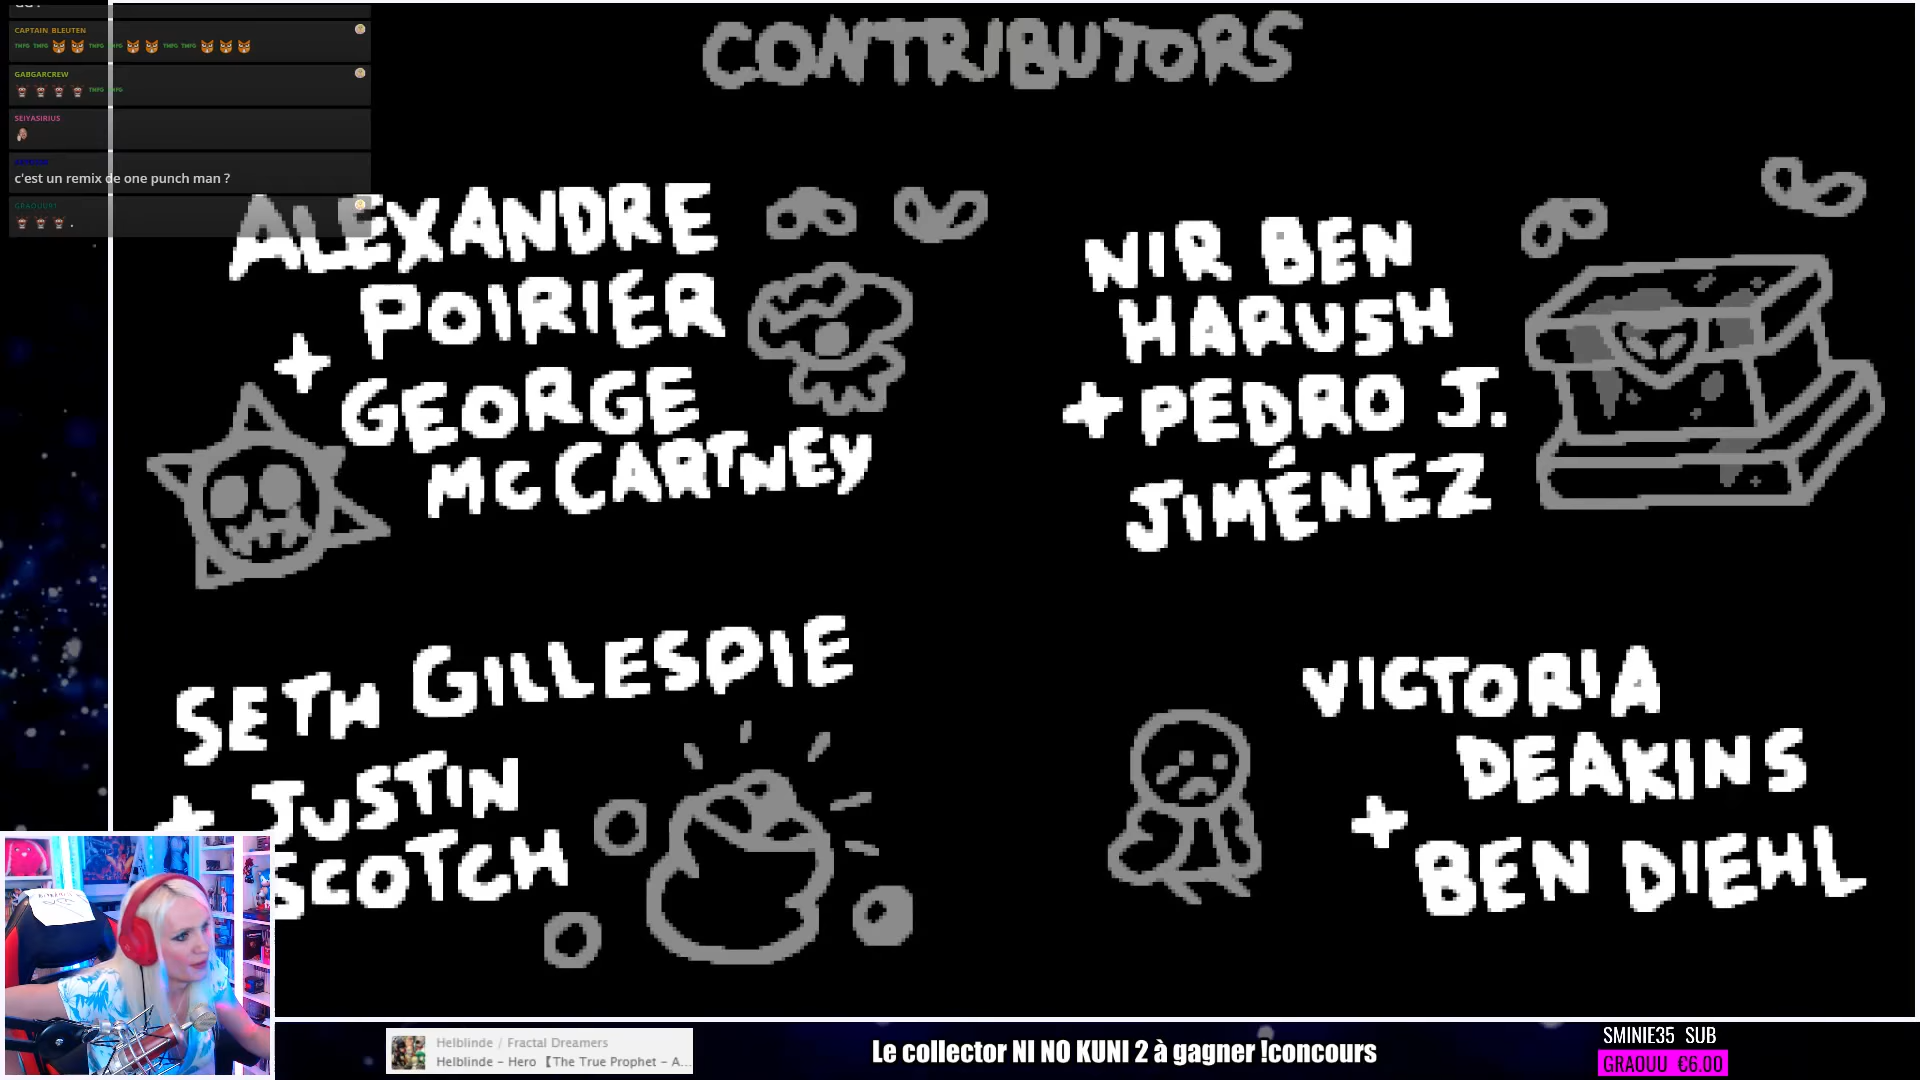 CONTRIBUTORS
CAPTAIN_BLEUTEN
GABGARCREW
SEIYASIRIUS
c'est un remix de one punch man ?
ALEXANDRE
POIRIER
+ GEORGE
MCCARTNEY
NIR BEN
HARUSH
+ PEDRO J.
JIMÉNEZ
SETH GILLESPIE
+ JUSTIN
SCOTCH
VICTORIA
DEAKINS
+ BEN DIEHL
Helblinde / Fractal Dreamers
Helblinde – Hero【The True Prophet – A...
Le collector NI NO KUNI 2 à gagner !concours
SMINIE35 SUB
GRAOUU €6.00